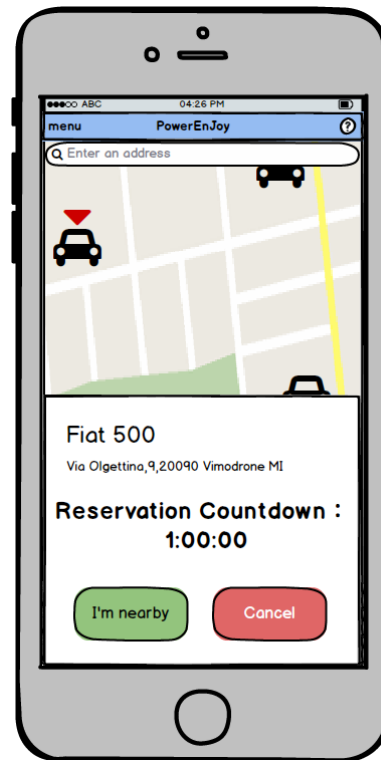 ABC 04:26 PM
menu PowerEnJoy ?
Enter an address
Fiat 500
Via Olgettina,9,20090 Vimodrone MI
Reservation Countdown :
1:00:00
I'm nearby Cancel